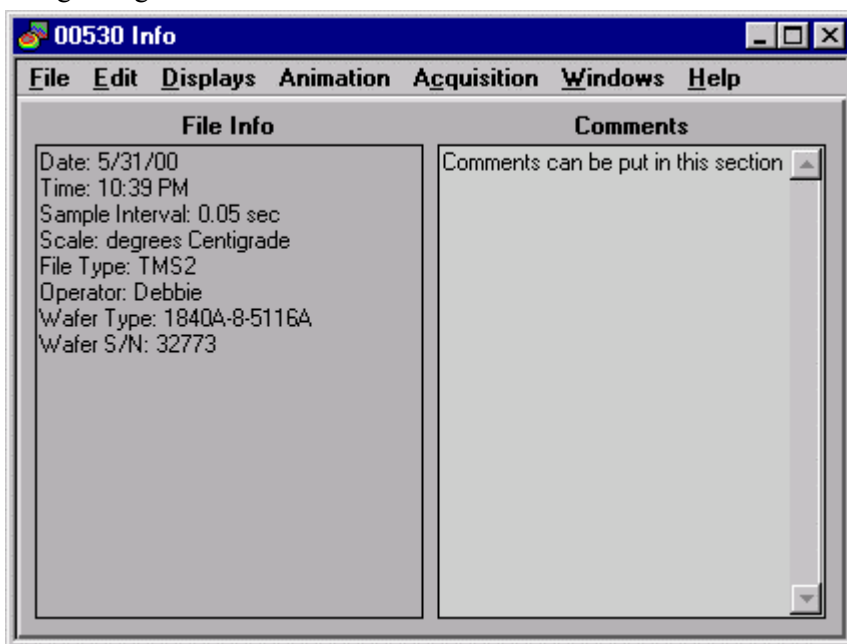 00530 Info
File Edit Displays Animation Acquisition Windows Help
File Info
Comments
Date: 5/31/00
Time: 10:39 PM
Sample Interval: 0.05 sec
Scale: degrees Centigrade
File Type: TMS2
Operator: Debbie
Wafer Type: 1840A-8-5116A
Wafer S/N: 32773
Comments can be put in this section